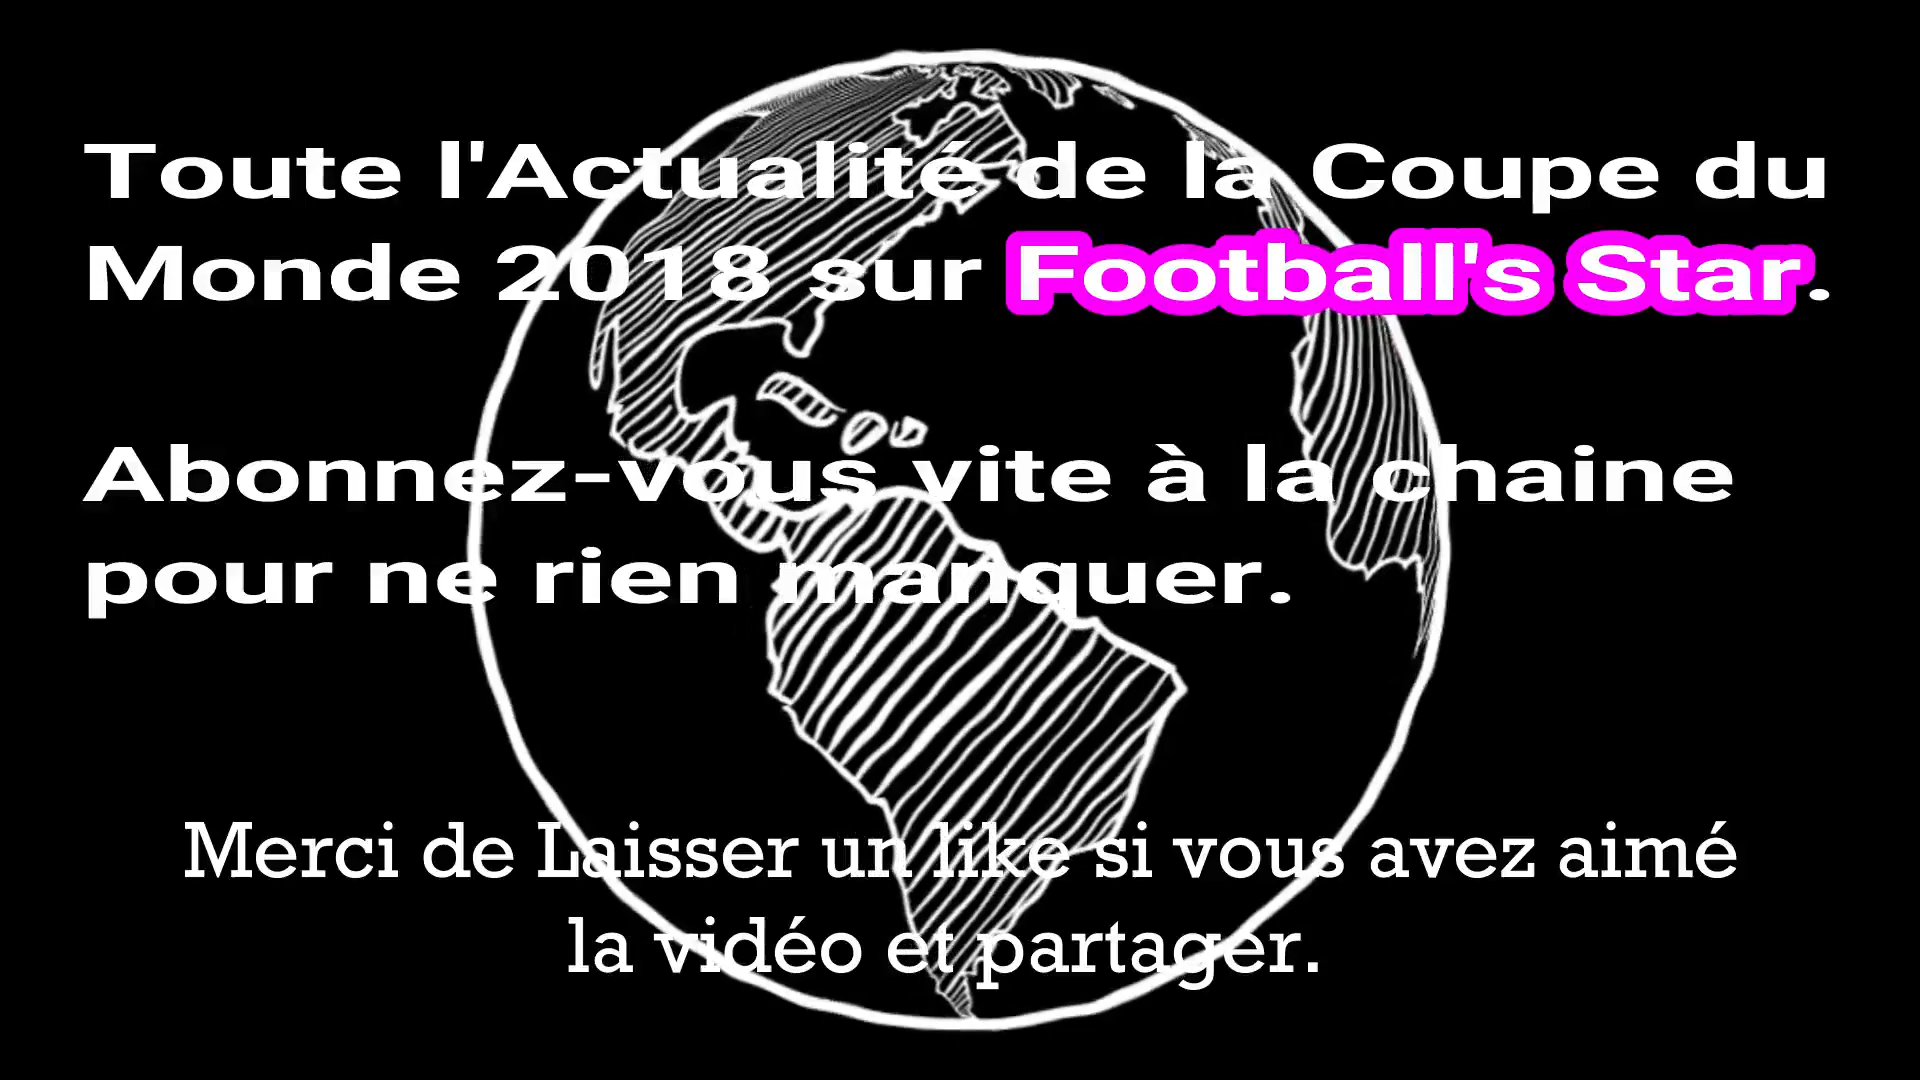 Toute l'Actualité de la Coupe du
Monde 2018 sur Football's Star.
Abonnez-vous vite à la chaine
pour ne rien manquer.
Merci de Laisser un like si vous avez aimé
la vidéo et partager.